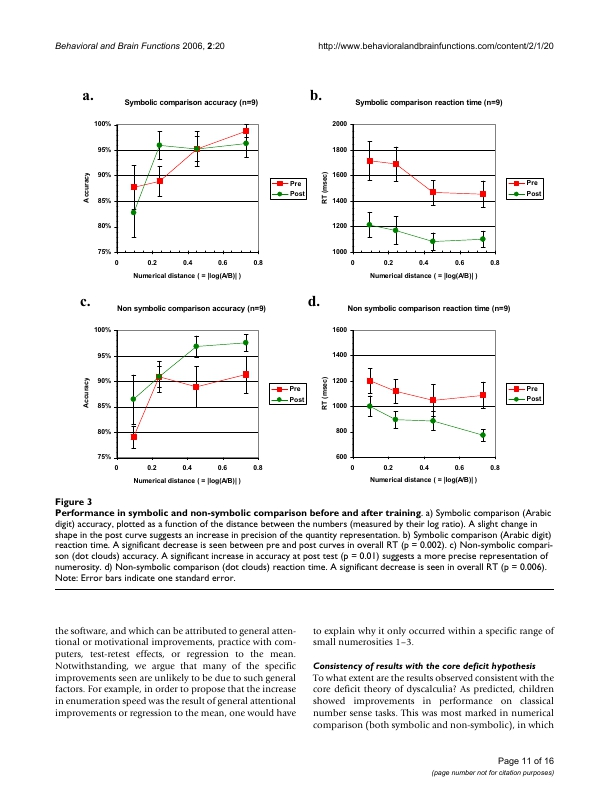 Behavioral and Brain Functions 2006, 2:20 http://www.behavioralandbrainfunctions.com/content/2/1/20
a.
Symbolic comparison accuracy (n=9)
100%
95%
90%
85%
80%
75%
Accuracy
0 0.2 0.4 0.6 0.8
Numerical distance ( = |log(A/B)| )
Pre
Post
b.
Symbolic comparison reaction time (n=9)
2000
1800
1600
1400
1200
1000
RT (msec)
0 0.2 0.4 0.6 0.8
Numerical distance ( = |log(A/B)| )
Pre
Post
c.
Non symbolic comparison accuracy (n=9)
100%
95%
90%
85%
80%
75%
Accuracy
0 0.2 0.4 0.6 0.8
Numerical distance ( = |log(A/B)| )
Pre
Post
d.
Non symbolic comparison reaction time (n=9)
1600
1400
1200
1000
800
600
RT (msec)
0 0.2 0.4 0.6 0.8
Numerical distance ( = |log(A/B)| )
Pre
Post
Figure 3
Performance in symbolic and non-symbolic comparison before and after training. a) Symbolic comparison (Arabic
digit) accuracy, plotted as a function of the distance between the numbers (measured by their log ratio). A slight change in
shape in the post curve suggests an increase in precision of the quantity representation. b) Symbolic comparison (Arabic digit)
reaction time. A significant decrease is seen between pre and post curves in overall RT (p = 0.002). c) Non-symbolic compari-
son (dot clouds) accuracy. A significant increase in accuracy at post test (p = 0.01) suggests a more precise representation of
numerosity. d) Non-symbolic comparison (dot clouds) reaction time. A significant decrease is seen in overall RT (p = 0.006).
Note: Error bars indicate one standard error.
the software, and which can be attributed to general atten-
tional or motivational improvements, practice with com-
puters, test-retest effects, or regression to the mean.
Notwithstanding, we argue that many of the specific
improvements seen are unlikely to be due to such general
factors. For example, in order to propose that the increase
in enumeration speed was the result of general attentional
improvements or regression to the mean, one would have
to explain why it only occurred within a specific range of
small numerosities 1–3.
Consistency of results with the core deficit hypothesis
To what extent are the results observed consistent with the
core deficit theory of dyscalculia? As predicted, children
showed improvements in performance on classical
number sense tasks. This was most marked in numerical
comparison (both symbolic and non-symbolic), in which
Page 11 of 16
(page number not for citation purposes)